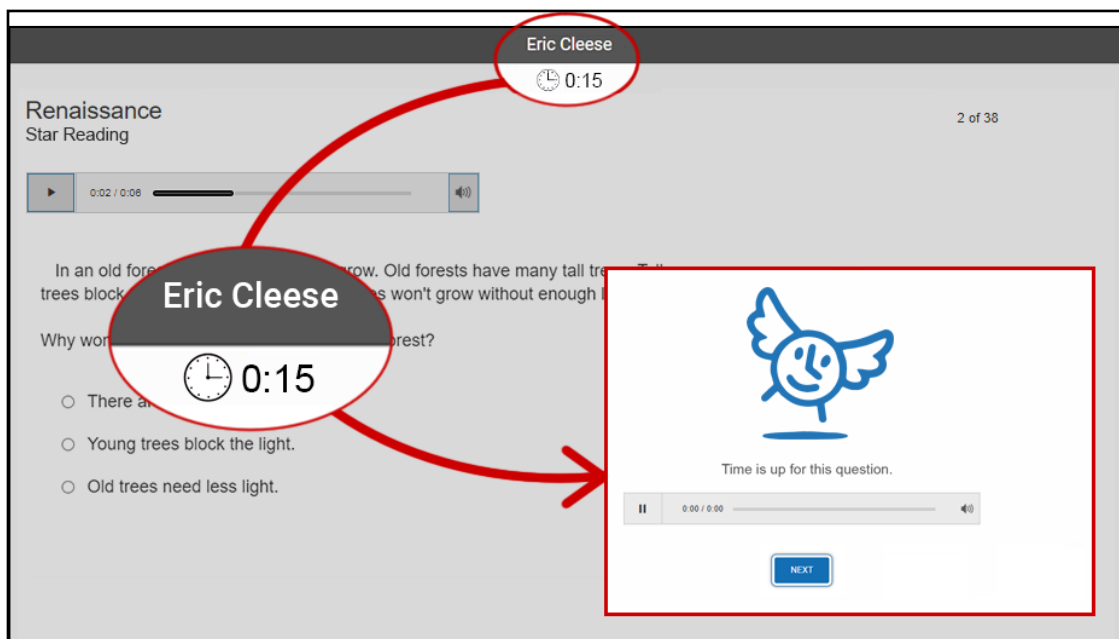 Eric Cleese
0:15
Renaissance
Star Reading
2 of 38
0:02 / 0:06
In an old fore row. Old forests have many tall tre
trees block s won't grow without enough
Why won orest?
Eric Cleese
0:15
There a
Young trees block the light.
Old trees need less light.
Time is up for this question.
0:00 / 0:00
NEXT